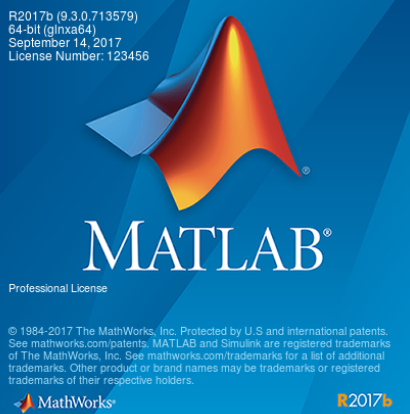 R2017b (9.3.0.713579)
64-bit (glnxa64)
September 14, 2017
License Number: 123456
®
MATLAB®
Professional License
© 1984-2017 The MathWorks, Inc. Protected by U.S and international patents.
See mathworks.com/patents. MATLAB and Simulink are registered trademarks
of The MathWorks, Inc. See mathworks.com/trademarks for a list of additional
trademarks. Other product or brand names may be trademarks or registered
trademarks of their respective holders.
MathWorks® R2017b